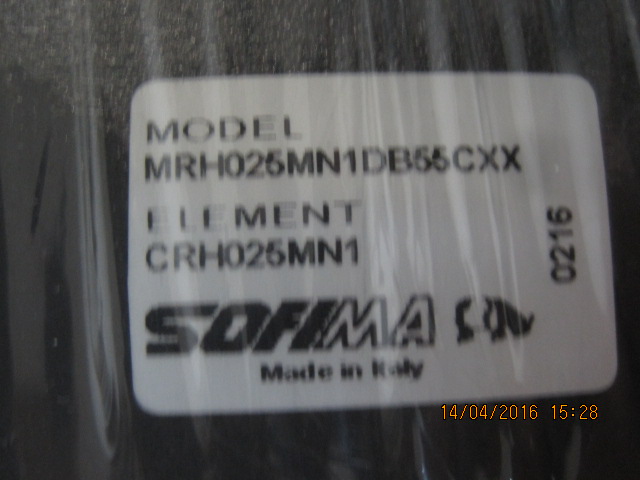 MODEL
MRH025MN1DB55CXX
ELEMENT
CRH025MN1
0216
SOFIMA
Made in Italy
14/04/2016 15:28